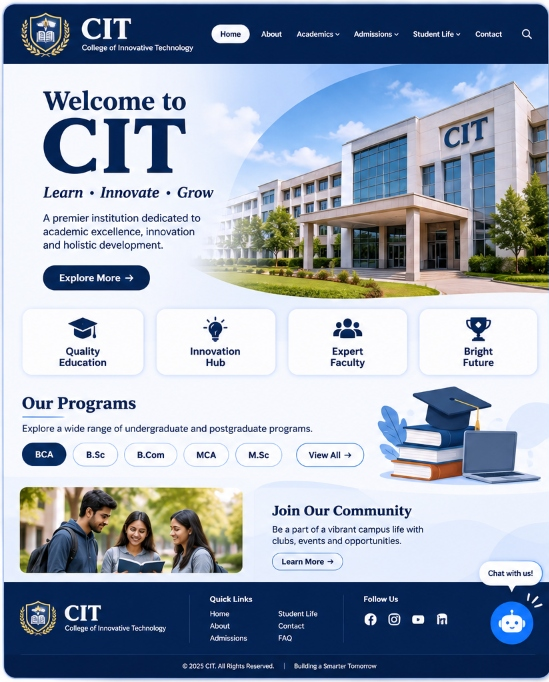 CIT
College of Innovative Technology
Home
About
Academics
Admissions
Student Life
Contact
Welcome to
CIT
Learn • Innovate • Grow
A premier institution dedicated to
academic excellence, innovation
and holistic development.
Explore More →
CIT
Quality
Education
Innovation
Hub
Expert
Faculty
Bright
Future
Our Programs
Explore a wide range of undergraduate and postgraduate programs.
BCA
B.Sc
B.Com
MCA
M.Sc
View All →
Join Our Community
Be a part of a vibrant campus life with
clubs, events and opportunities.
Learn More →
Chat with us!
CIT
College of Innovative Technology
Quick Links
Home
About
Admissions
Student Life
Contact
FAQ
Follow Us
© 2025 CIT. All Rights Reserved. | Building a Smarter Tomorrow